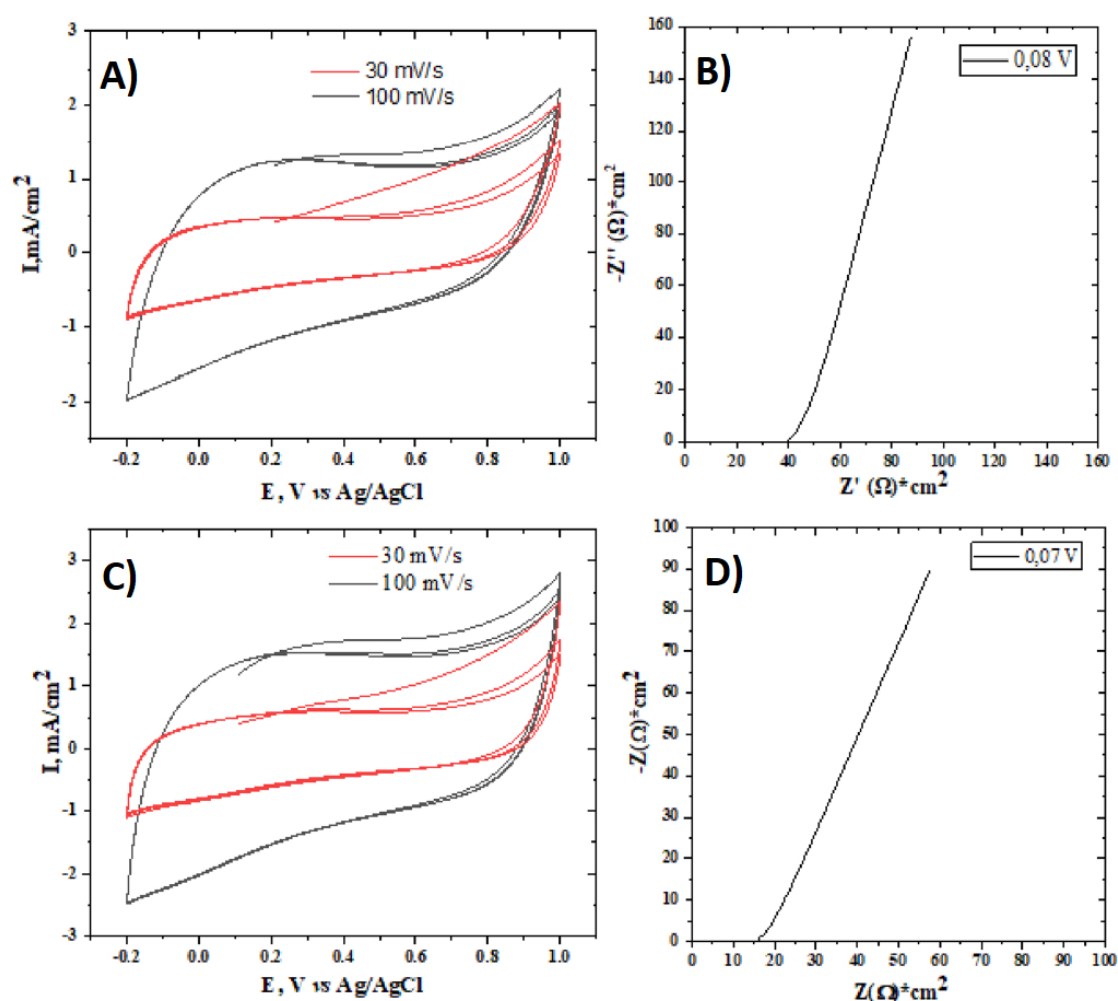 A)
30 mV/s
100 mV/s
3
2
1
0
-1
-2
I,mA/cm²
-0.2 0.0 0.2 0.4 0.6 0.8 1.0
E, V vs Ag/AgCl
B)
0,08 V
160
140
120
100
80
60
40
20
0
-Z'' (Ω)*cm²
0 20 40 60 80 100 120 140 160
Z' (Ω)*cm²
C)
30 mV/s
100 mV/s
3
2
1
0
-1
-2
-3
I, mA/cm²
-0.2 0.0 0.2 0.4 0.6 0.8 1.0
E, V vs Ag/AgCl
D)
0,07 V
100
90
80
70
60
50
40
30
20
10
0
-Z(Ω)*cm²
0 10 20 30 40 50 60 70 80 90 100
Z(Ω)*cm²